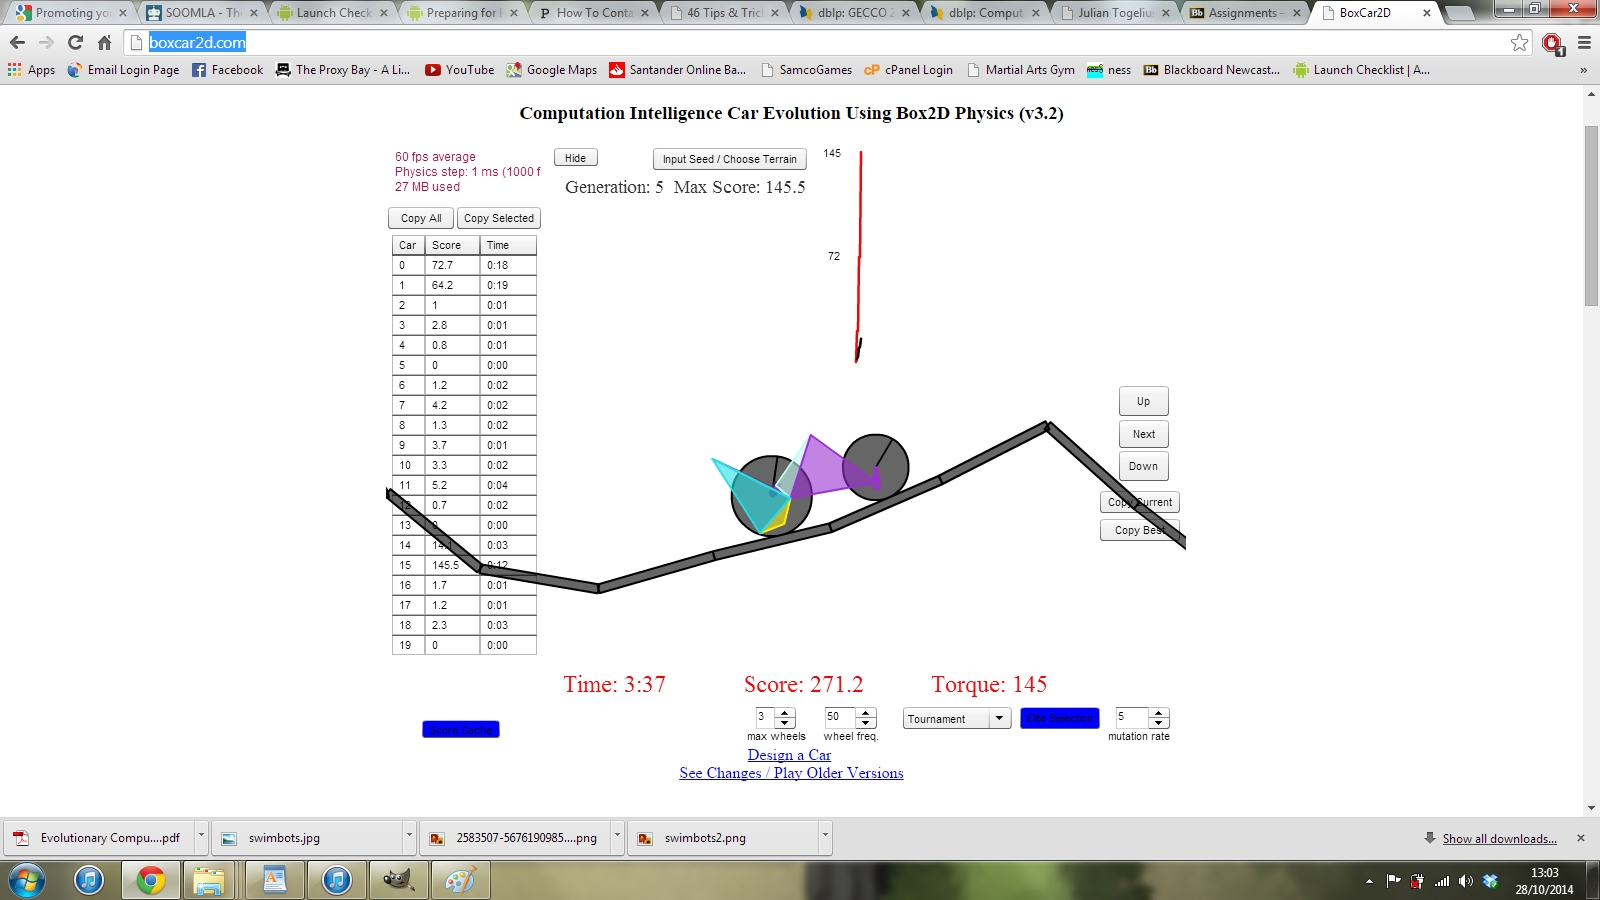 Promoting yo
SOOMLA - The
Launch Check
Preparing for
How To Conta
46 Tips & Tric
dblp: GECCO 2
dblp: Comput
Julian Togelius
Assignments –
BoxCar2D
boxcar2d.com
Apps
Email Login Page
Facebook
The Proxy Bay - A Li...
YouTube
Google Maps
Santander Online Ba...
SamcoGames
cPanel Login
Martial Arts Gym
ness
Blackboard Newcast...
Launch Checklist | A...
»
Computation Intelligence Car Evolution Using Box2D Physics (v3.2)
60 fps average
Physics step: 1 ms (1000 f
27 MB used
Hide
Input Seed / Choose Terrain
Generation: 5 Max Score: 145.5
145
72
Copy All
Copy Selected
Car Score Time
0 72.7 0:18
1 64.2 0:19
2 1 0:01
3 2.8 0:01
4 0.8 0:01
5 0 0:00
6 1.2 0:02
7 4.2 0:02
8 1.3 0:02
9 3.7 0:01
10 3.3 0:02
11 5.2 0:04
12 0.7 0:02
13 0 0:00
14 14.1 0:03
15 145.5 0:12
16 1.7 0:01
17 1.2 0:01
18 2.3 0:03
19 0 0:00
Up
Next
Down
Copy Current
Copy Best
Time: 3:37
Score: 271.2
Torque: 145
Score Cache
3
max wheels
50
wheel freq.
Tournament
Elite Selection
5
mutation rate
Design a Car
See Changes / Play Older Versions
Evolutionary Compu....pdf
swimbots.jpg
2583507-5676190985....png
swimbots2.png
Show all downloads...
13:03
28/10/2014